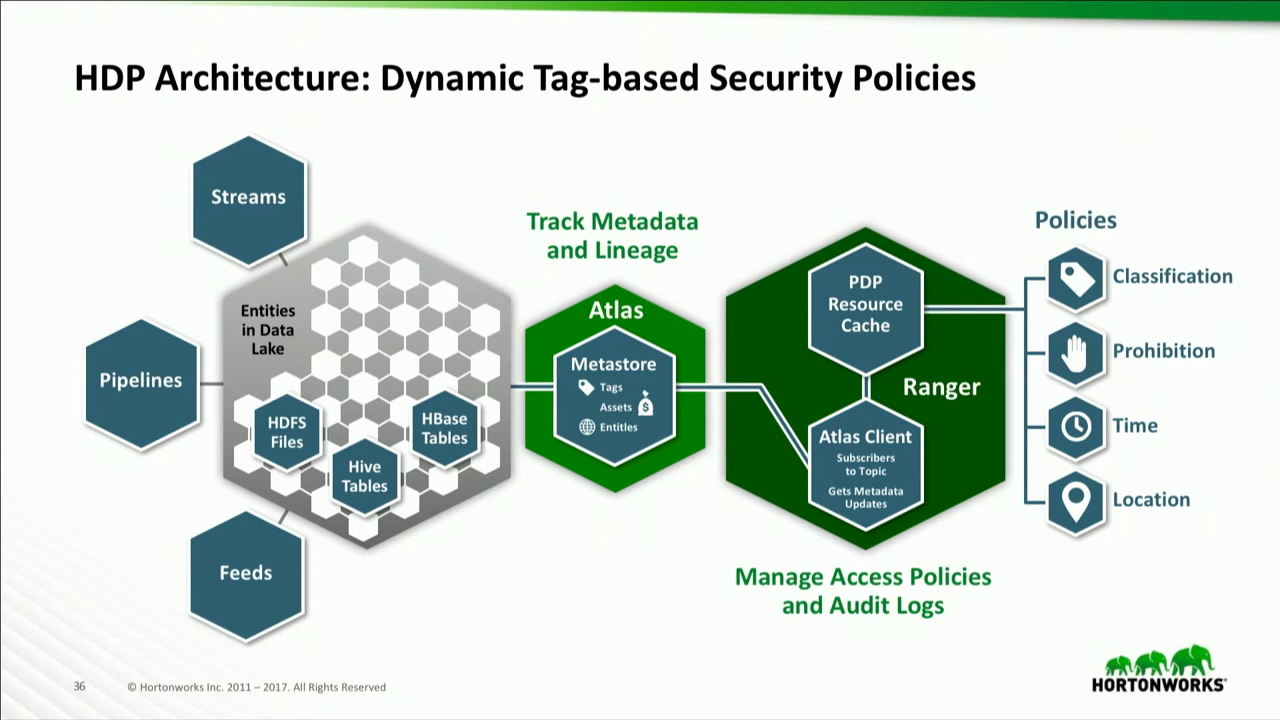 HDP Architecture: Dynamic Tag-based Security Policies
Streams
Pipelines
Feeds
Entities
in Data
Lake
HDFS
Files
Hive
Tables
HBase
Tables
Track Metadata
and Lineage
Atlas
Metastore
Tags
Assets
$
Entitles
PDP
Resource
Cache
Ranger
Atlas Client
Subscribers
to Topic
Gets Metadata
Updates
Manage Access Policies
and Audit Logs
Policies
Classification
Prohibition
Time
Location
36 © Hortonworks Inc. 2011 – 2017. All Rights Reserved
HORTONWORKS